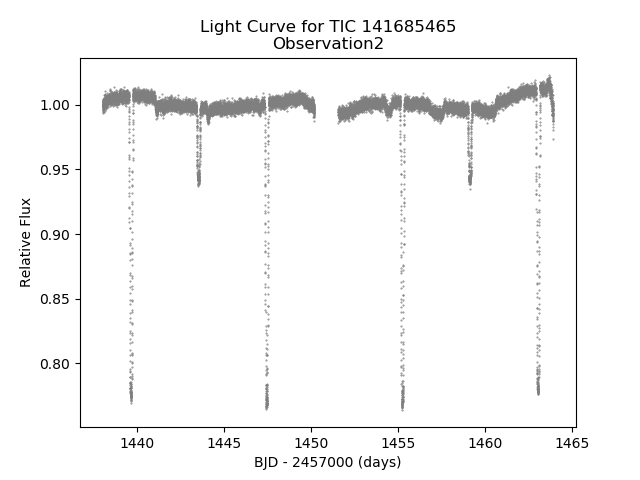 Light Curve for TIC 141685465
Observation2
1.00
0.95
0.90
0.85
0.80
Relative Flux
1440 1445 1450 1455 1460 1465
BJD - 2457000 (days)